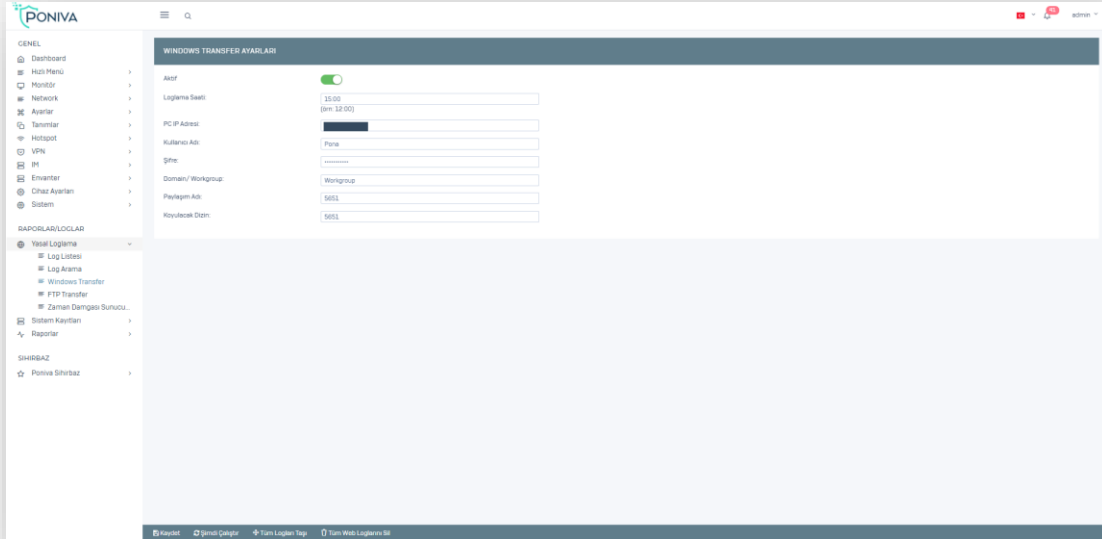 PONIVA
admin
GENEL
Dashboard
Hızlı Menü
Monitör
Network
Ayarlar
Tanımlar
Hotspot
VPN
IM
Envanter
Cihaz Ayarları
Sistem
RAPORLAR/LOGLAR
Yasal Loglama
Log Listesi
Log Arama
Windows Transfer
FTP Transfer
Zaman Damgası Sunucu...
Sistem Kayıtları
Raporlar
SIHIRBAZ
Poniva Sihirbaz
WINDOWS TRANSFER AYARLARI
Aktif
Loglama Saati: 15:00
(örn: 12:00)
PC IP Adresi:
Kullanıcı Adı: Pona
Şifre:
Domain/ Workgroup: Workgroup
Paylaşım Adı: 5651
Koyulacak Dizin: 5651
Kaydet Şimdi Çalıştır Tüm Logları Taşı Tüm Web Loglarını Sil